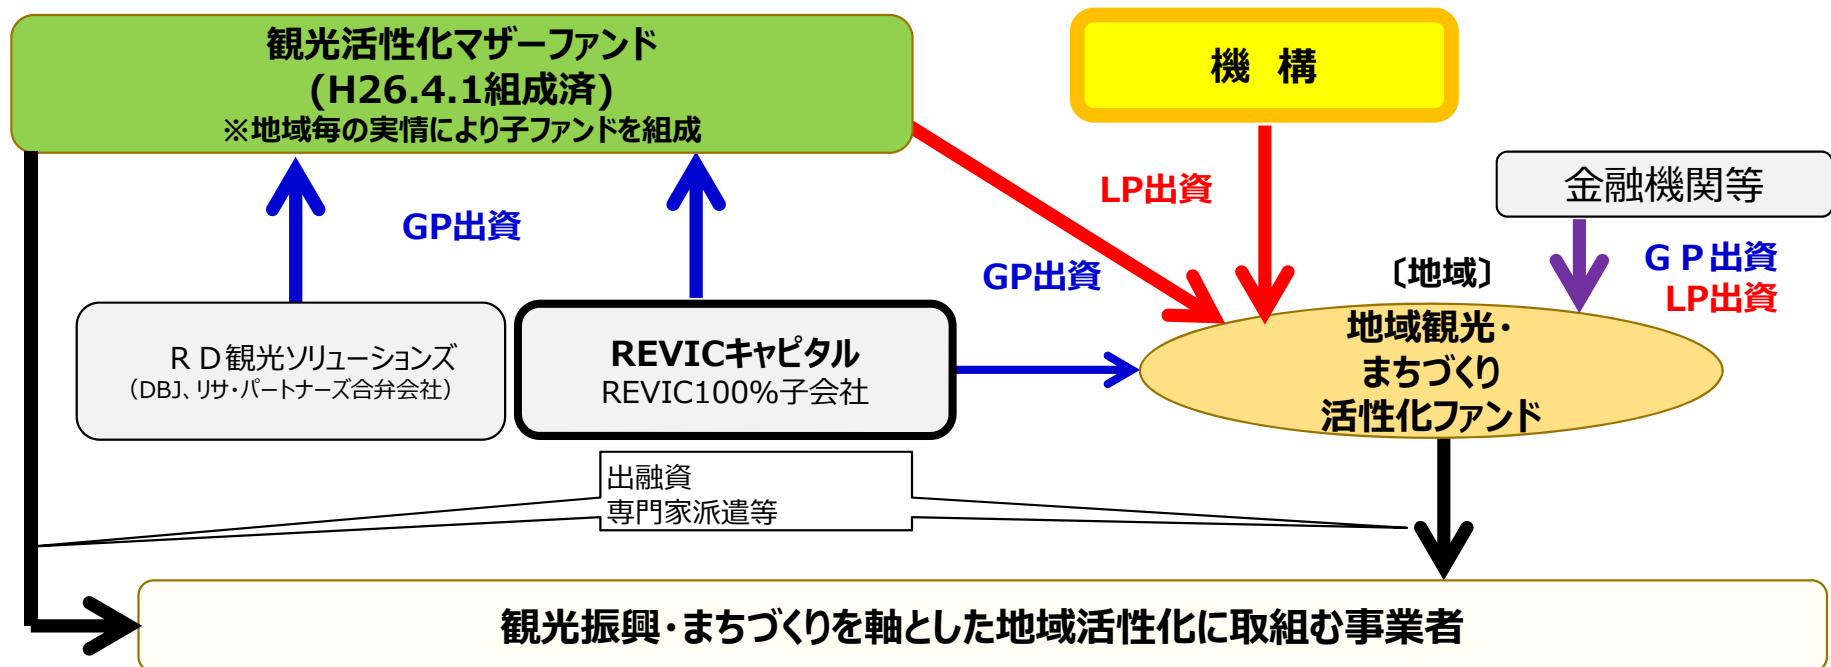 観光活性化マザーファンド
(H26.4.1組成済)
※地域毎の実情により子ファンドを組成
機 構
LP出資
金融機関等
GP出資
GP出資
〔地域〕
ＧＰ出資
LP出資
ＲＤ観光ソリューションズ
（DBJ、リサ・パートナーズ合弁会社）
REVICキャピタル
REVIC100%子会社
地域観光・
まちづくり
活性化ファンド
出融資
専門家派遣等
観光振興・まちづくりを軸とした地域活性化に取組む事業者